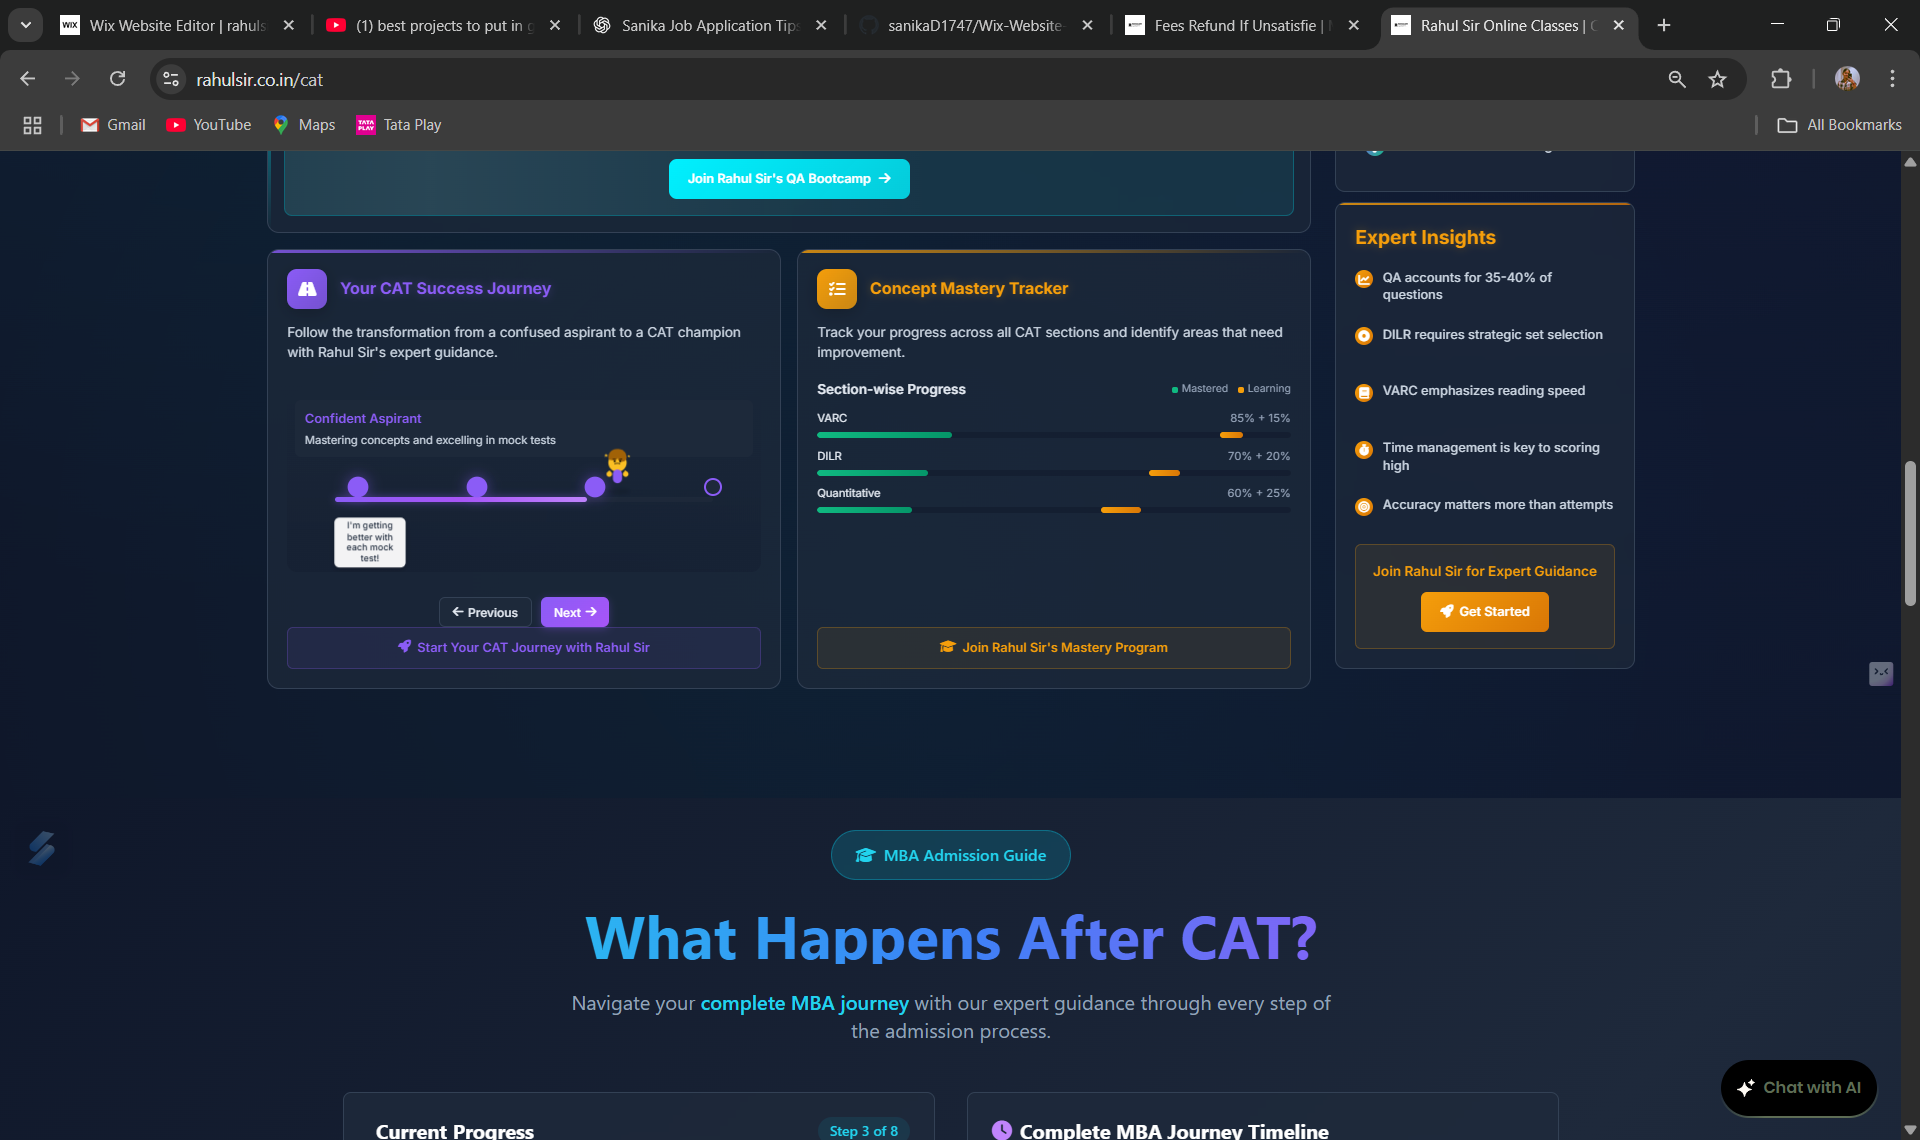 Wix Website Editor | rahuls
(1) best projects to put in g
Sanika Job Application Tips
sanikaD1747/Wix-Website-
Fees Refund If Unsatisfie |
Rahul Sir Online Classes |
rahulsir.co.in/cat
Gmail
YouTube
Maps
TATA PLAY
Tata Play
All Bookmarks
Join Rahul Sir's QA Bootcamp →
Your CAT Success Journey
Follow the transformation from a confused aspirant to a CAT champion
with Rahul Sir's expert guidance.
Confident Aspirant
Mastering concepts and excelling in mock tests
I'm getting
better with
each mock
test!
← Previous
Next →
Start Your CAT Journey with Rahul Sir
Concept Mastery Tracker
Track your progress across all CAT sections and identify areas that need
improvement.
Section-wise Progress
Mastered
Learning
VARC
85% + 15%
DILR
70% + 20%
Quantitative
60% + 25%
Join Rahul Sir's Mastery Program
Expert Insights
QA accounts for 35-40% of
questions
DILR requires strategic set selection
VARC emphasizes reading speed
Time management is key to scoring
high
Accuracy matters more than attempts
Join Rahul Sir for Expert Guidance
Get Started
MBA Admission Guide
What Happens After CAT?
Navigate your complete MBA journey with our expert guidance through every step of
the admission process.
Current Progress
Step 3 of 8
Complete MBA Journey Timeline
Chat with AI